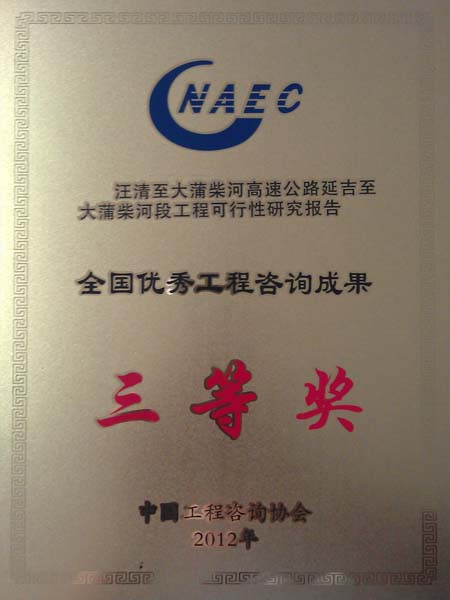 CNAEC
汪清至大蒲柴河高速公路延吉至
大蒲柴河段工程可行性研究报告
全国优秀工程咨询成果
三等奖
中国工程咨询协会
2012年